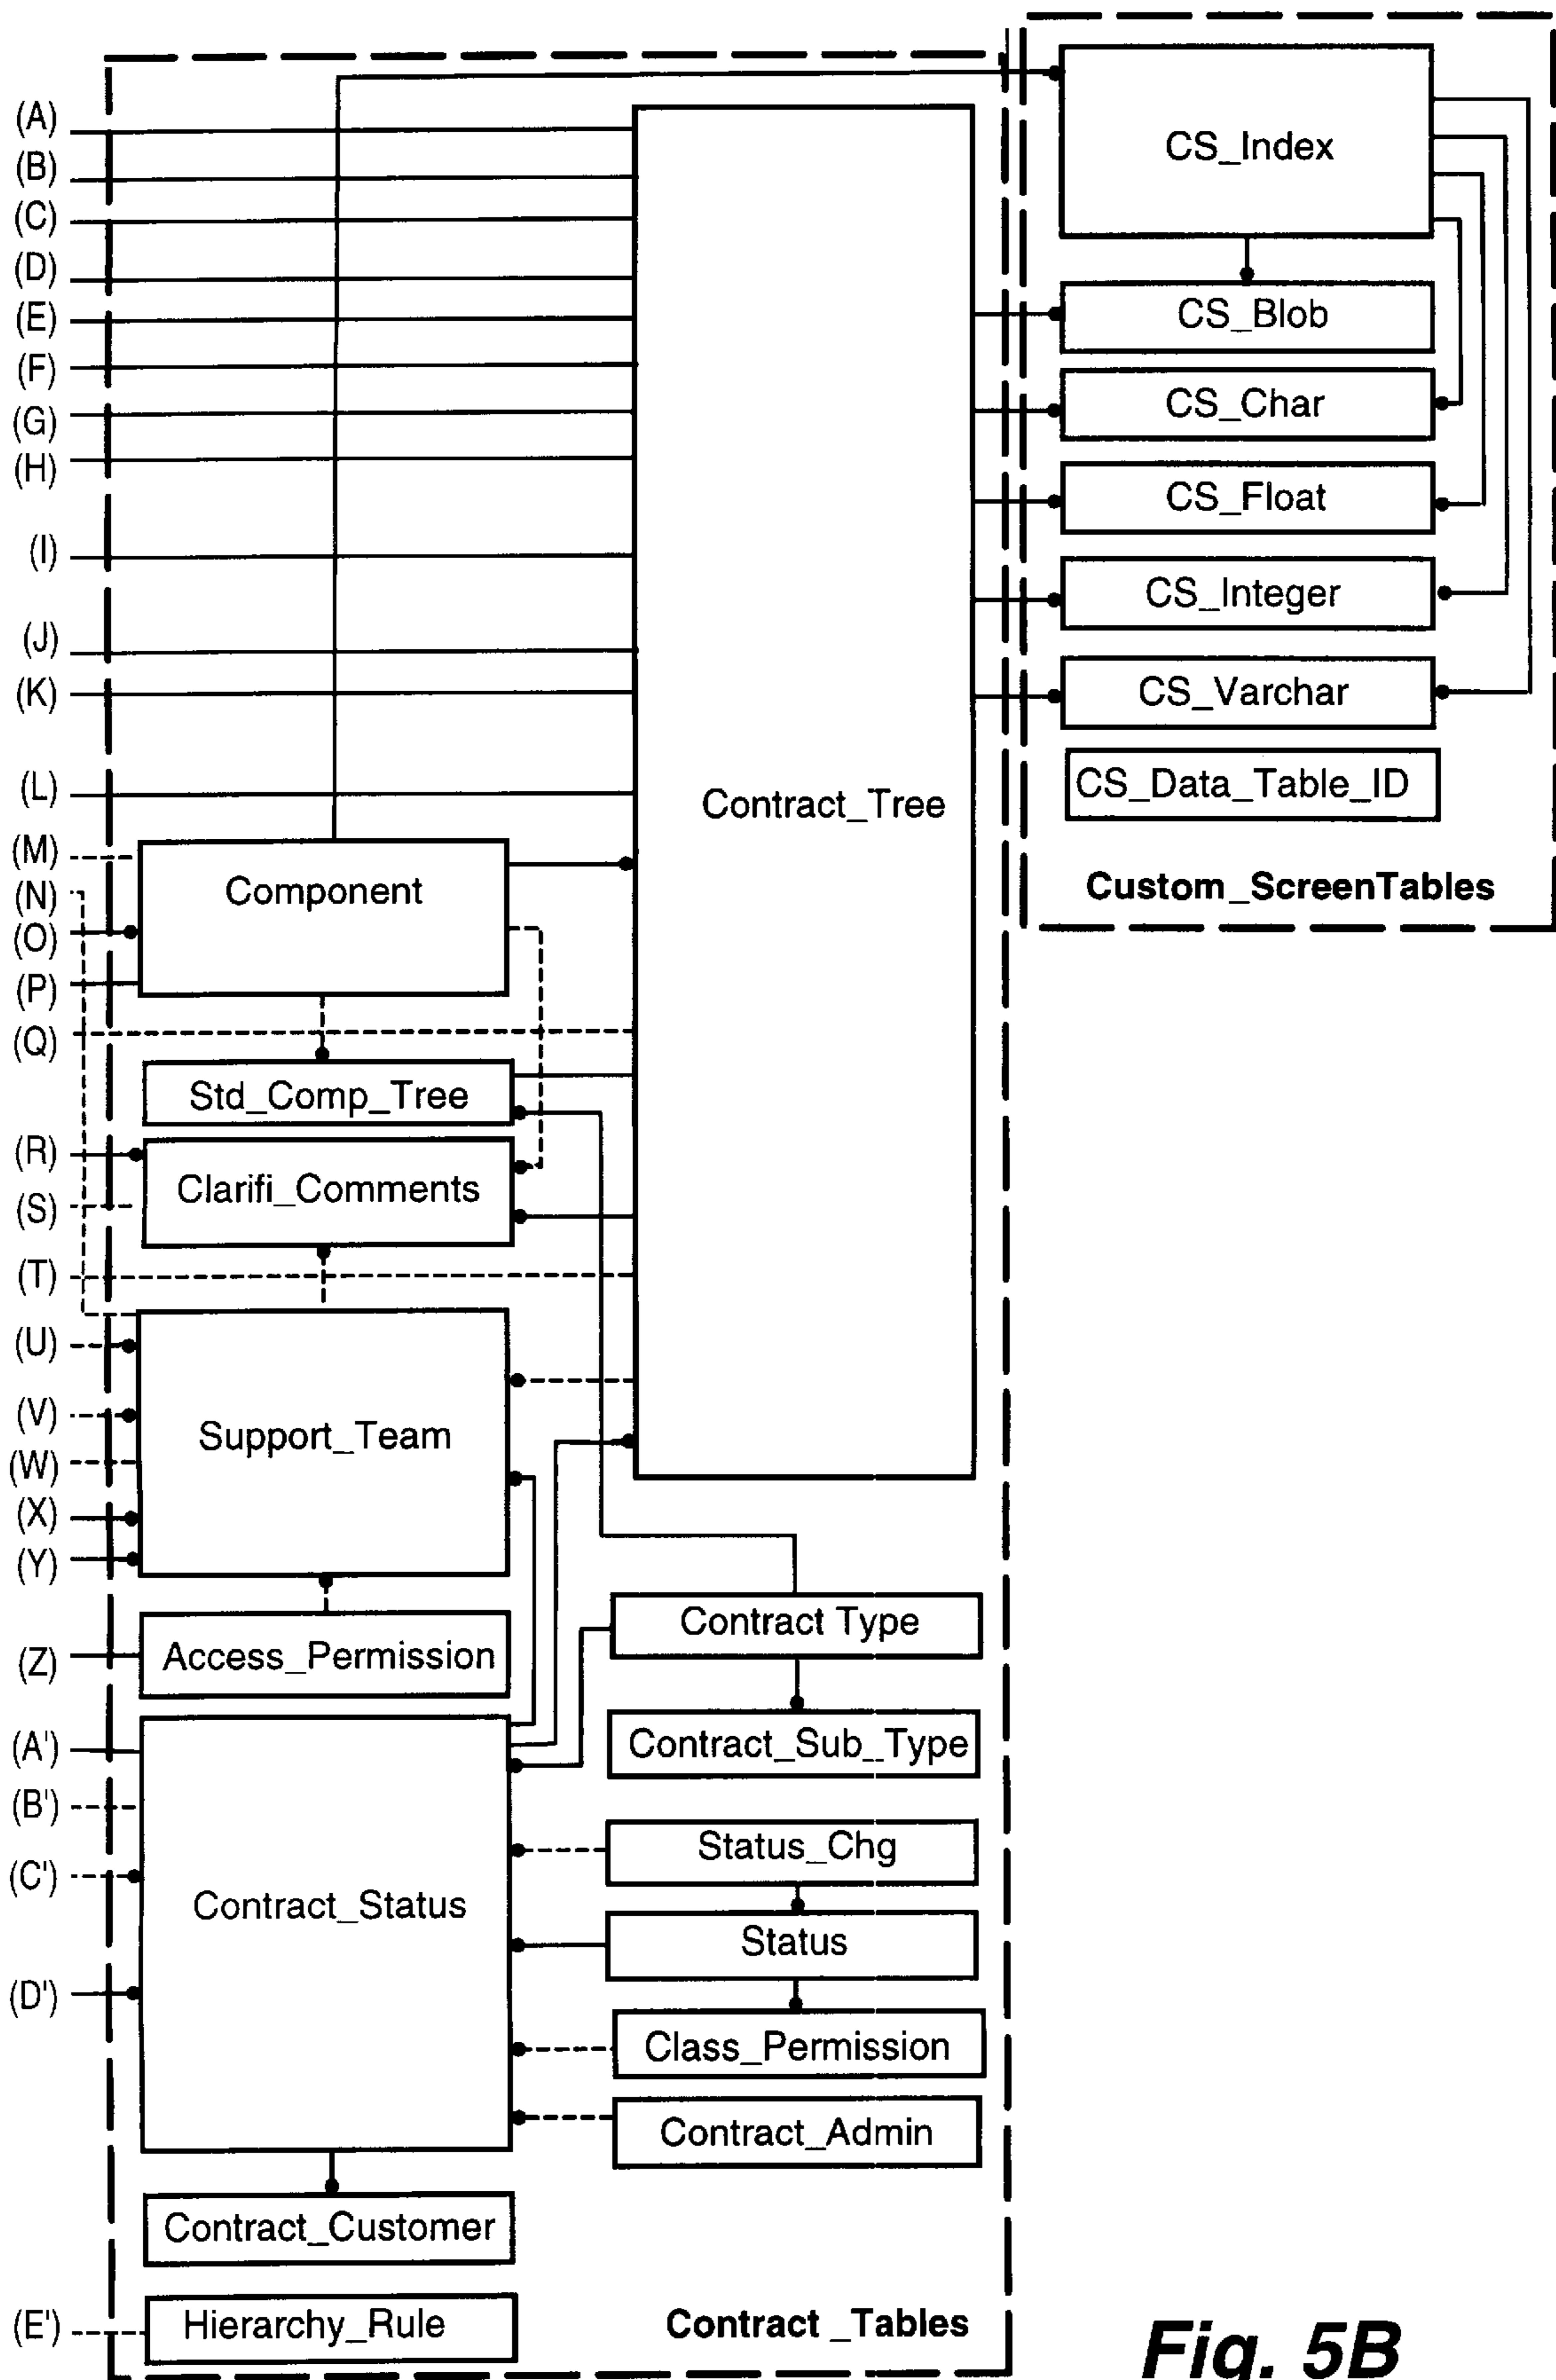 CS_Index
(A)
(B)
(C)
(D)
(E)
(F)
(G)
(H)
(I)
(J)
(K)
(L)
(M)
(N)
(O)
(P)
(Q)
(R)
(S)
(T)
(U)
(V)
(W)
(X)
(Y)
(Z)
(A')
(B')
(C')
(D')
(E')
CS_Blob
CS_Char
CS_Float
CS_Integer
CS_Varchar
CS_Data_Table_ID
Custom_ScreenTables
Contract_Tree
Component
Std_Comp_Tree
Clarifi_Comments
Support_Team
Access_Permission
Contract Type
Contract_Sub_Type
Status_Chg
Contract_Status
Status
Class_Permission
Contract_Admin
Contract_Customer
Hierarchy_Rule
Contract _Tables
Fig. 5B